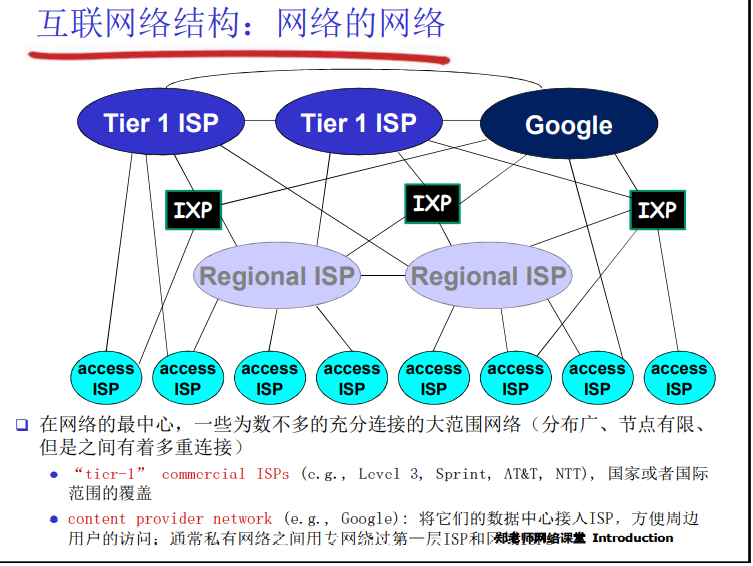 互联网络结构：网络的网络
Tier 1 ISP
Tier 1 ISP
Google
IXP
IXP
IXP
Regional ISP
Regional ISP
access
ISP
access
ISP
access
ISP
access
ISP
access
ISP
access
ISP
access
ISP
access
ISP
在网络的最中心，一些为数不多的充分连接的大范围网络（分布广、节点有限、
但是之间有着多重连接）
“tier-1” commercial ISPs (e.g., Level 3, Sprint, AT&T, NTT), 国家或者国际
范围的覆盖
content provider network (e.g., Google): 将它们的数据中心接入ISP，方便周边
用户的访问；通常私有网络之间用专网绕过第一层ISP和区域
郑老师网络课堂 Introduction